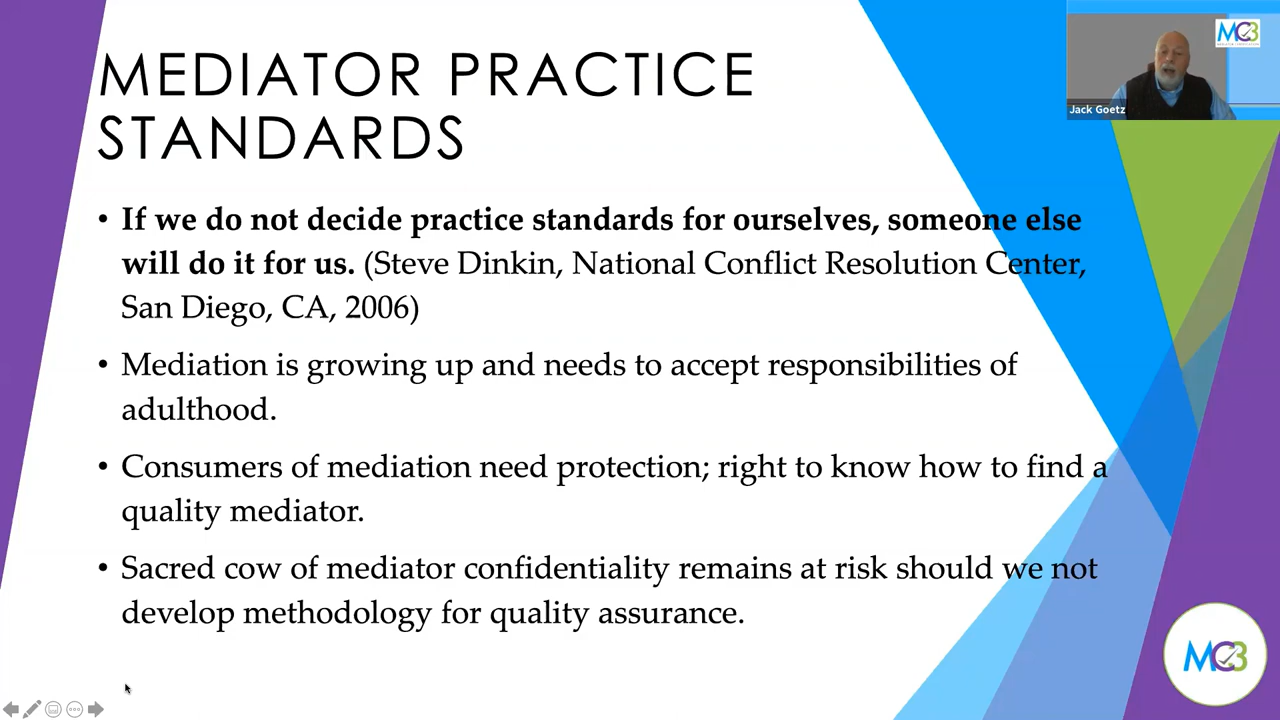 MC3
Jack Goetz
MEDIATOR PRACTICE
STANDARDS
• If we do not decide practice standards for ourselves, someone else
will do it for us. (Steve Dinkin, National Conflict Resolution Center,
San Diego, CA, 2006)
• Mediation is growing up and needs to accept responsibilities of
adulthood.
• Consumers of mediation need protection; right to know how to find a
quality mediator.
• Sacred cow of mediator confidentiality remains at risk should we not
develop methodology for quality assurance.
MC3